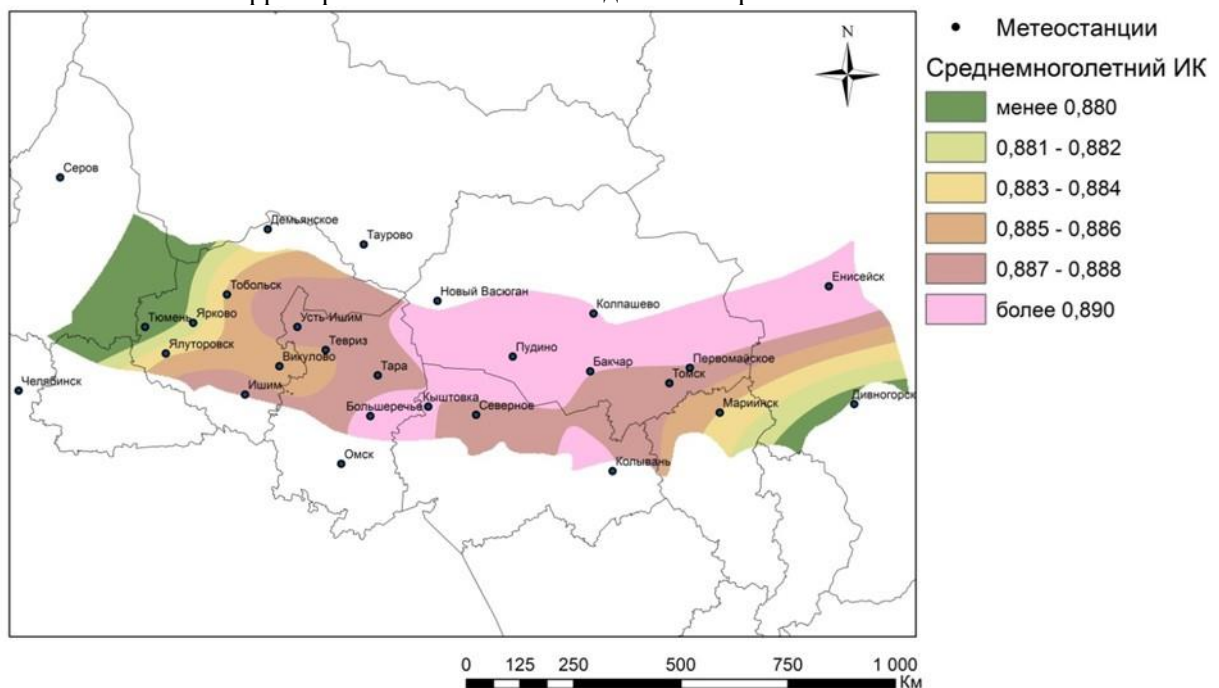 N
Серов
Демьянское
Таурово
Тобольск
Новый Васюган
Енисейск
Колпашево
Тюмень
Ярково
Усть-Ишим
Тевриз
Ялуторовск
Викулово
Пудино
Бакчар
Первомайское
Томск
Тара
Челябинск
Ишим
Большеречье
Кыштовка
Северное
Мариинск
Дивногорск
Омск
Колывань
Метеостанции
Среднемноголетний ИК
менее 0,880
0,881 - 0,882
0,883 - 0,884
0,885 - 0,886
0,887 - 0,888
более 0,890
0 125 250 500 750 1 000
Км